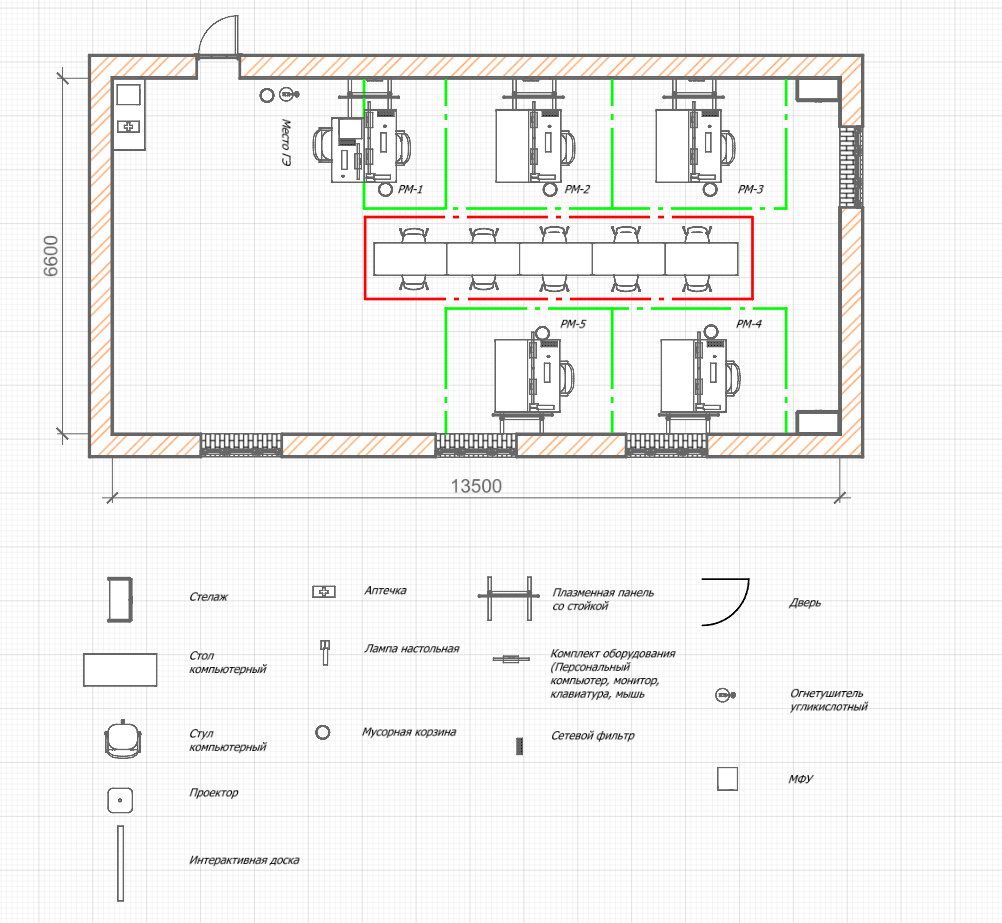 Место ГЭ
РМ-1
РМ-2
РМ-3
6600
РМ-5
РМ-4
13500
Стелаж
Аптечка
Плазменная панель
со стойкой
Дверь
Стол
компьютерный
Лампа настольная
Комплект оборудования
(Персональный
компьютер, монитор,
клавиатура, мышь
Огнетушитель
угликислотный
Стул
компьютерный
Мусорная корзина
Сетевой фильтр
МФУ
Проектор
Интерактивная доска